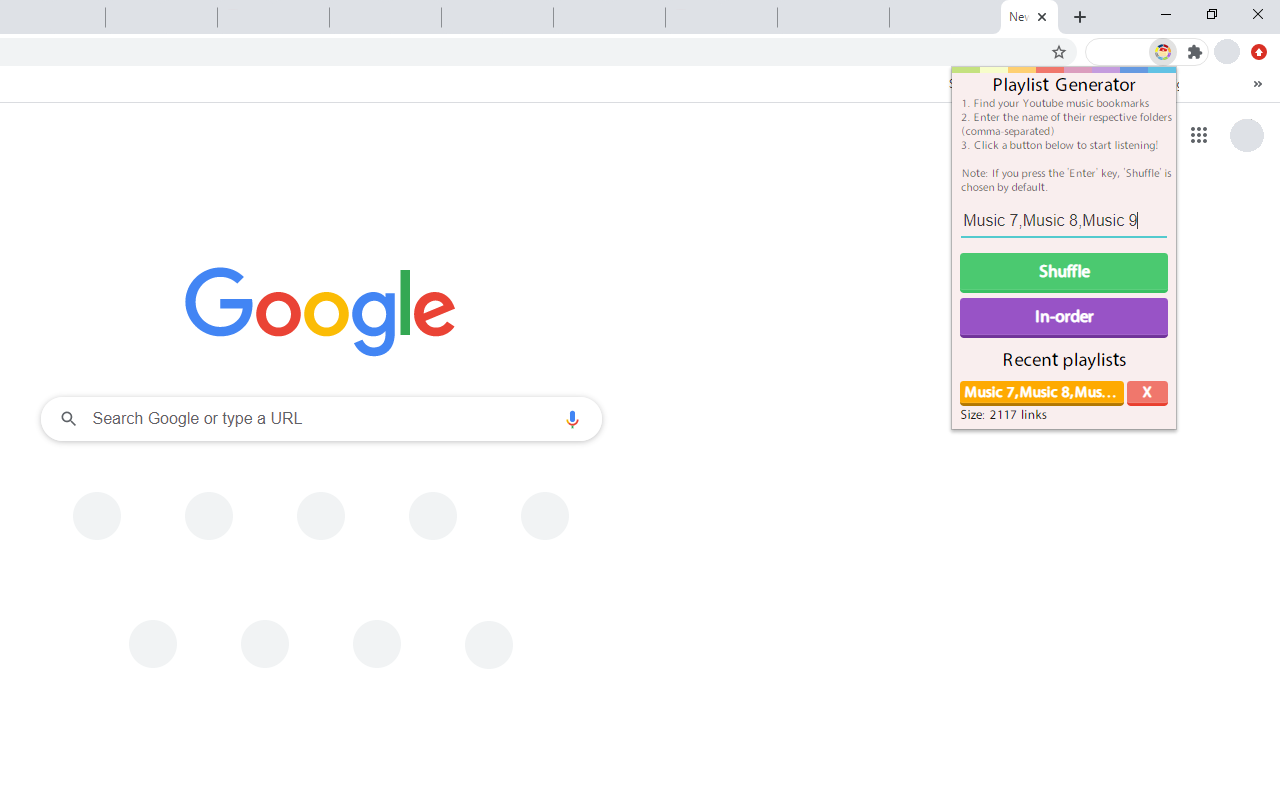 New
Playlist Generator
1. Find your Youtube music bookmarks
2. Enter the name of their respective folders
(comma-separated)
3. Click a button below to start listening!
Note: If you press the 'Enter' key, 'Shuffle' is
chosen by default.
Music 7,Music 8,Music 9
Shuffle
In-order
Recent playlists
Music 7,Music 8,Mus... X
Size: 2117 links
Google
Search Google or type a URL